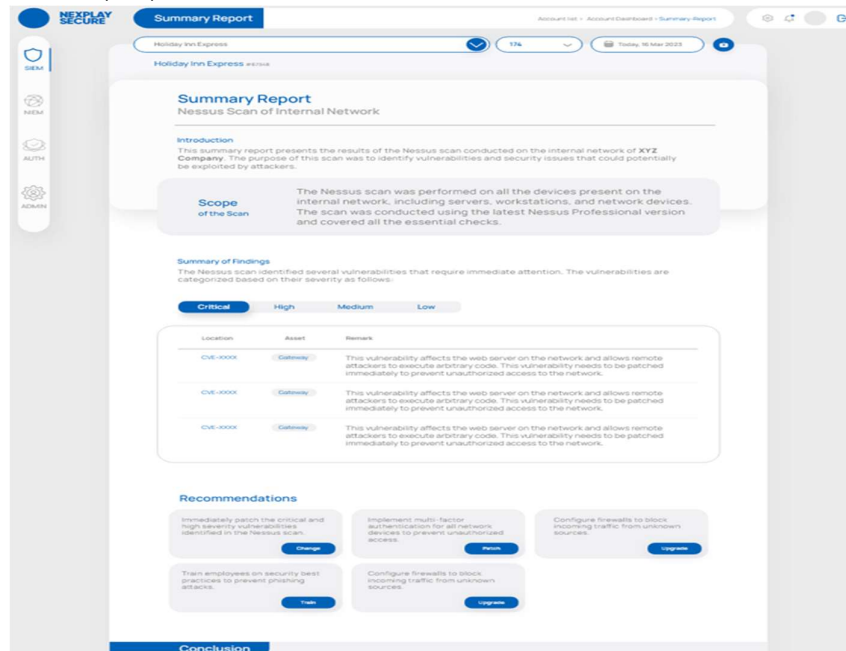 NEXPLAY
SECURE
Summary Report
Account list > Account Dashboard > Summary Report
Holiday Inn Express
174
Today, 16 Mar 2023
Holiday Inn Express
SIEM
NIEM
AUTH
ADMIN
Summary Report
Nessus Scan of Internal Network
Introduction
This summary report presents the results of the Nessus scan conducted on the internal network of XYZ
Company. The purpose of this scan was to identify vulnerabilities and security issues that could potentially
be exploited by attackers.
Scope
of the Scan
The Nessus scan was performed on all the devices present on the
internal network, including servers, workstations, and network devices.
The scan was conducted using the latest Nessus Professional version
and covered all the essential checks.
Summary of Findings
The Nessus scan identified several vulnerabilities that require immediate attention. The vulnerabilities are
categorized based on their severity as follows:
Critical High Medium Low
Location Asset Remark
CVE-XXXX Gateway This vulnerability affects the web server on the network and allows remote
attackers to execute arbitrary code. This vulnerability needs to be patched
immediately to prevent unauthorized access to the network.
CVE-XXXX Gateway This vulnerability affects the web server on the network and allows remote
attackers to execute arbitrary code. This vulnerability needs to be patched
immediately to prevent unauthorized access to the network.
CVE-XXXX Gateway This vulnerability affects the web server on the network and allows remote
attackers to execute arbitrary code. This vulnerability needs to be patched
immediately to prevent unauthorized access to the network.
Recommendations
Immediately patch the critical and
high severity vulnerabilities
identified in the Nessus scan.
Change
Implement multi-factor
authentication for all network
devices to prevent unauthorized
access.
Patch
Configure firewalls to block
incoming traffic from unknown
sources.
Upgrade
Train employees on security best
practices to prevent phishing
attacks.
Train
Configure firewalls to block
incoming traffic from unknown
sources.
Upgrade
Conclusion